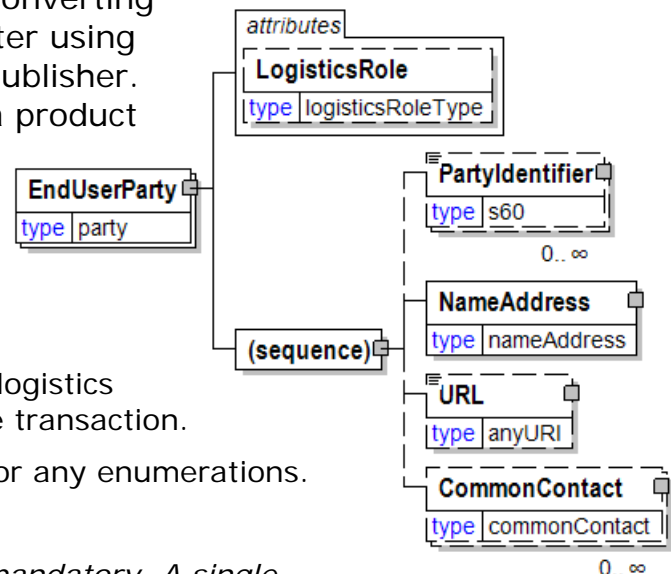 onverting
ter using
ublisher.
product
attributes
LogisticsRole
type logisticsRoleType
EndUserParty
type party
PartyIdentifier
type s60
0.. ∞
NameAddress
type nameAddress
(sequence)
URL
type anyURI
CommonContact
type commonContact
0.. ∞
logistics
e transaction.
or any enumerations.
mandatory. A single